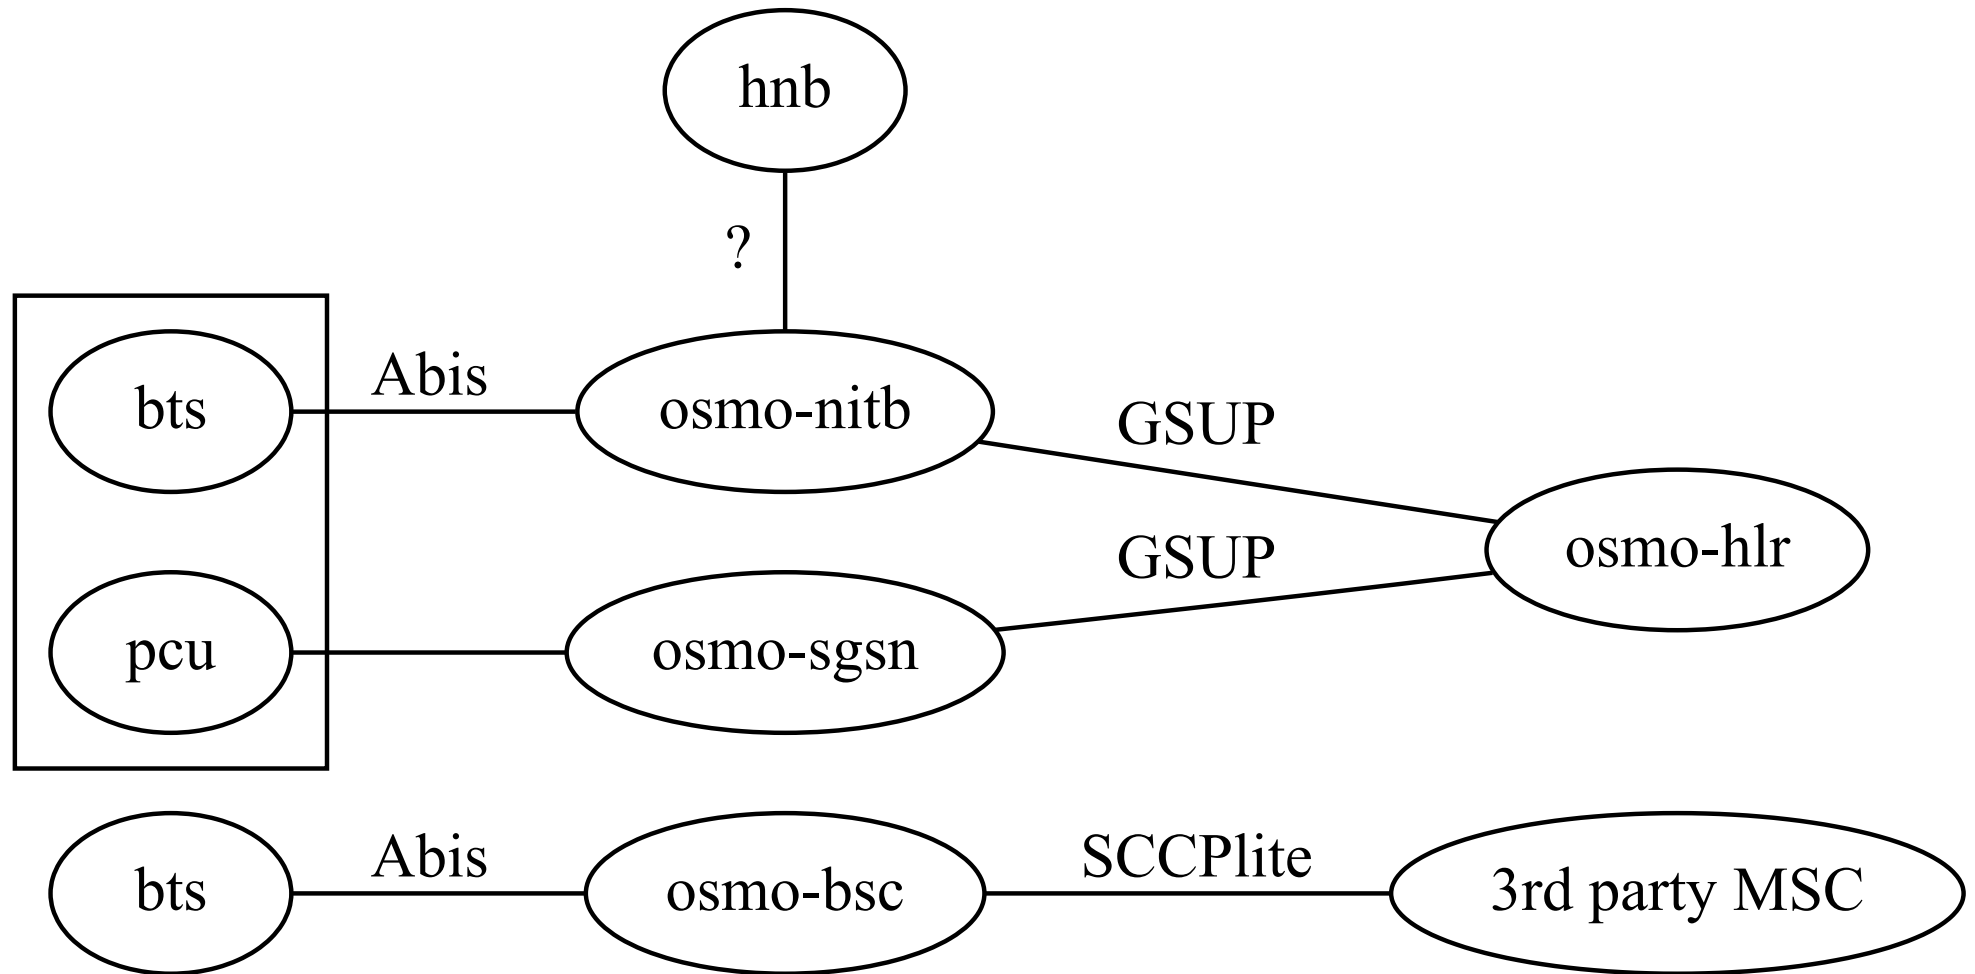 hnb
?
bts
Abis
osmo-nitb
GSUP
osmo-hlr
GSUP
pcu
osmo-sgsn
bts
Abis
osmo-bsc
SCCPlite
3rd party MSC